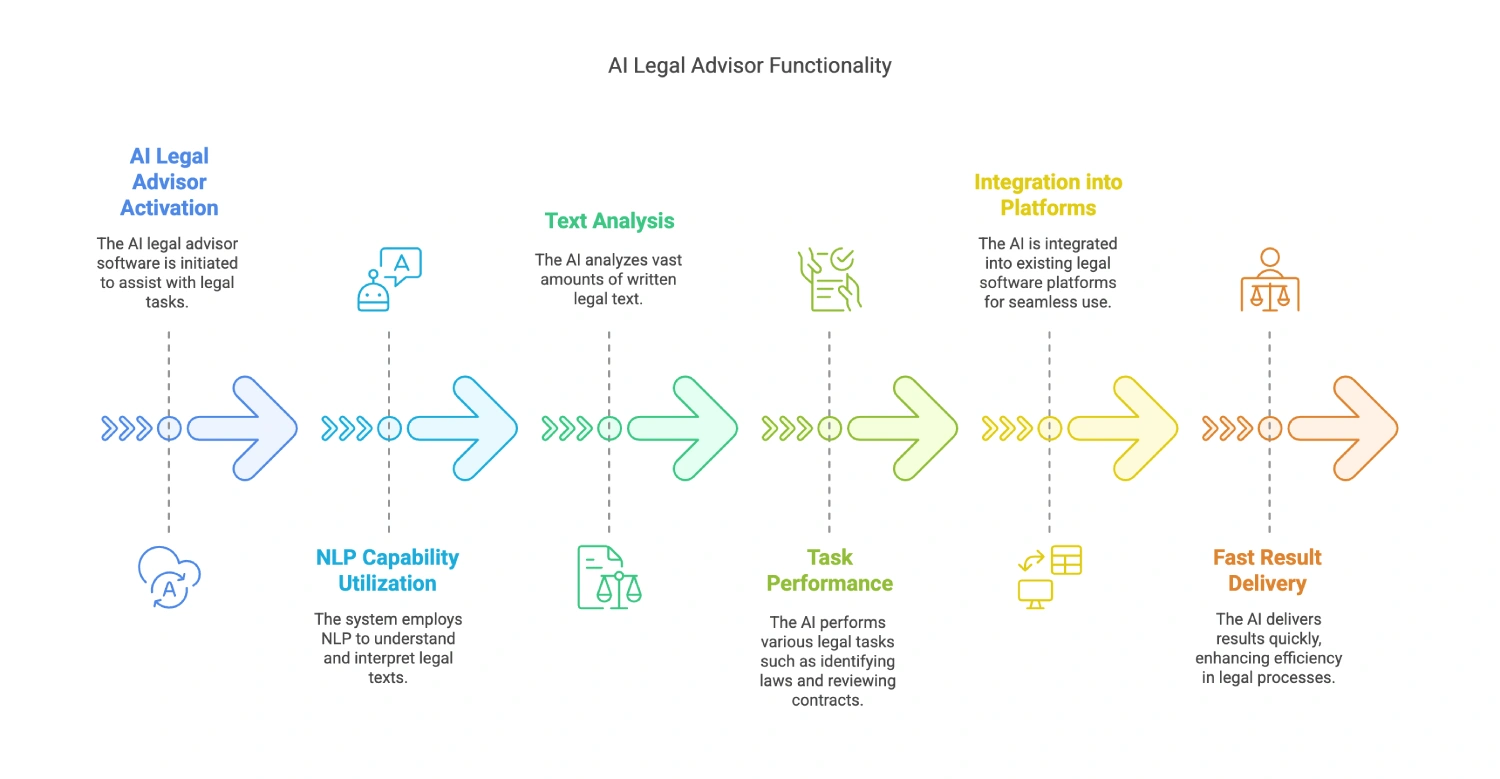 AI Legal Advisor Functionality
AI Legal
Advisor
Activation
The AI legal advisor
software is initiated
to assist with legal
tasks.
A
NLP Capability
Utilization
The system employs
NLP to understand
and interpret legal
texts.
A
Text Analysis
The AI analyzes vast
amounts of written
legal text.
Task
Performance
The AI performs
various legal tasks
such as identifying
laws and reviewing
contracts.
Integration into
Platforms
The AI is integrated
into existing legal
software platforms
for seamless use.
Fast Result
Delivery
The AI delivers
results quickly,
enhancing efficiency
in legal processes.